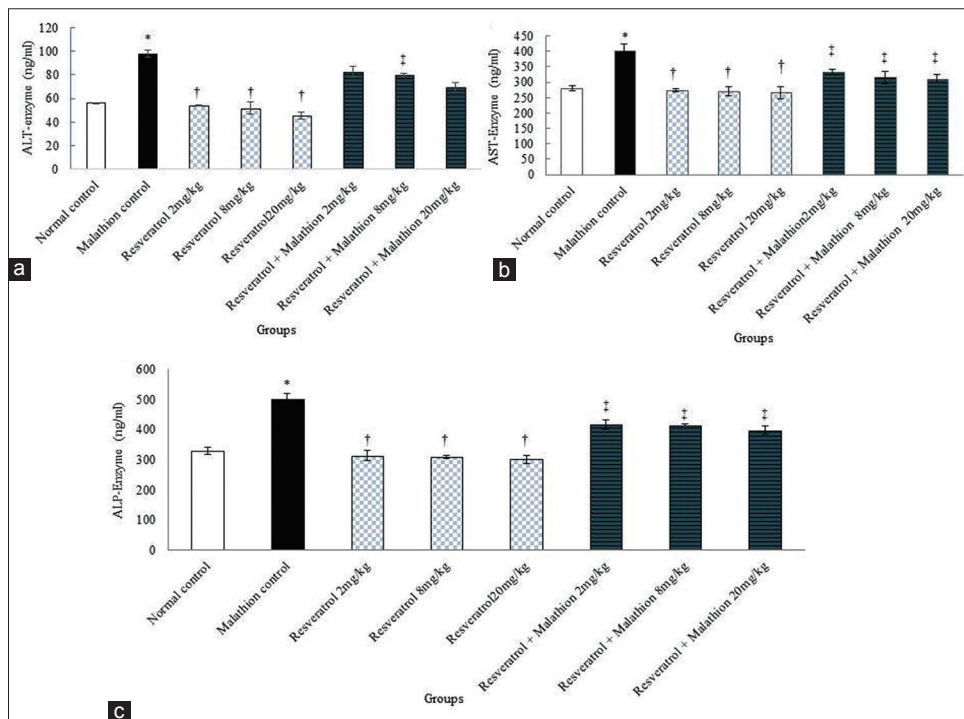 ALT-enzyme (ng/ml)
120
100
80
60
40
20
0
*
†
†
†
‡
Normal control
Malathion control
Resveratrol 2mg/kg
Resveratrol 8mg/kg
Resveratrol20mg/kg
Resveratrol + Malathion 2mg/kg
Resveratrol + Malathion 8mg/kg
Resveratrol + Malathion 20mg/kg
Groups
a
AST-Enzyme (ng/ml)
450
400
350
300
250
200
150
100
50
0
*
†
†
†
‡
‡
‡
Normal control
Malathion control
Resveratrol 2mg/kg
Resveratrol 8mg/kg
Resveratrol 20mg/kg
Resveratrol + Malathion2mg/kg
Resveratrol + Malathion 8mg/kg
Resveratrol + Malathion 20mg/kg
Groups
b
ALP-Enzyme (ng/ml)
600
500
400
300
200
100
0
*
†
†
†
‡
‡
‡
Normal control
Malathion control
Resveratrol 2mg/kg
Resveratrol 8mg/kg
Resveratrol20mg/kg
Resveratrol + Malathion 2mg/kg
Resveratrol + Malathion 8mg/kg
Resveratrol + Malathion 20mg/kg
Groups
c